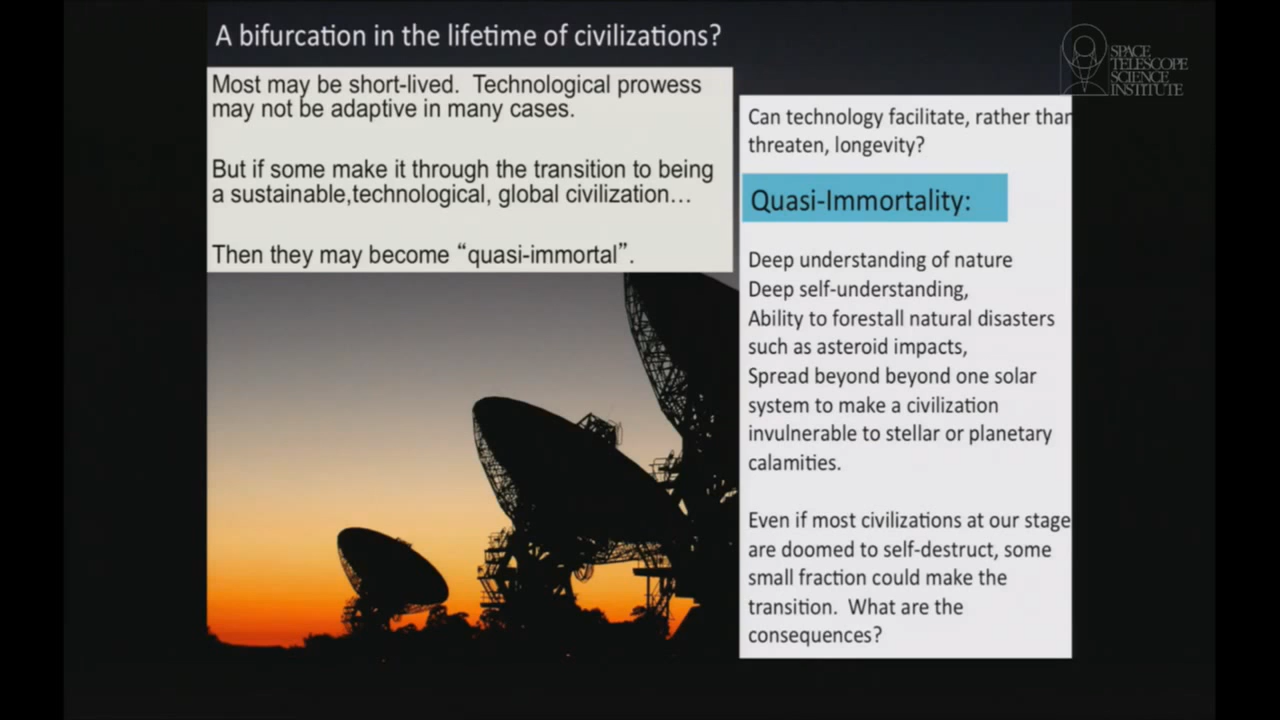 A bifurcation in the lifetime of civilizations?
Most may be short-lived. Technological prowess
may not be adaptive in many cases.
But if some make it through the transition to being
a sustainable,technological, global civilization…
Then they may become “quasi-immortal”.
SPACE
TELESCOPE
SCIENCE
INSTITUTE
Can technology facilitate, rather than
threaten, longevity?
Quasi-Immortality:
Deep understanding of nature
Deep self-understanding,
Ability to forestall natural disasters
such as asteroid impacts,
Spread beyond beyond one solar
system to make a civilization
invulnerable to stellar or planetary
calamities.
Even if most civilizations at our stage
are doomed to self-destruct, some
small fraction could make the
transition. What are the
consequences?